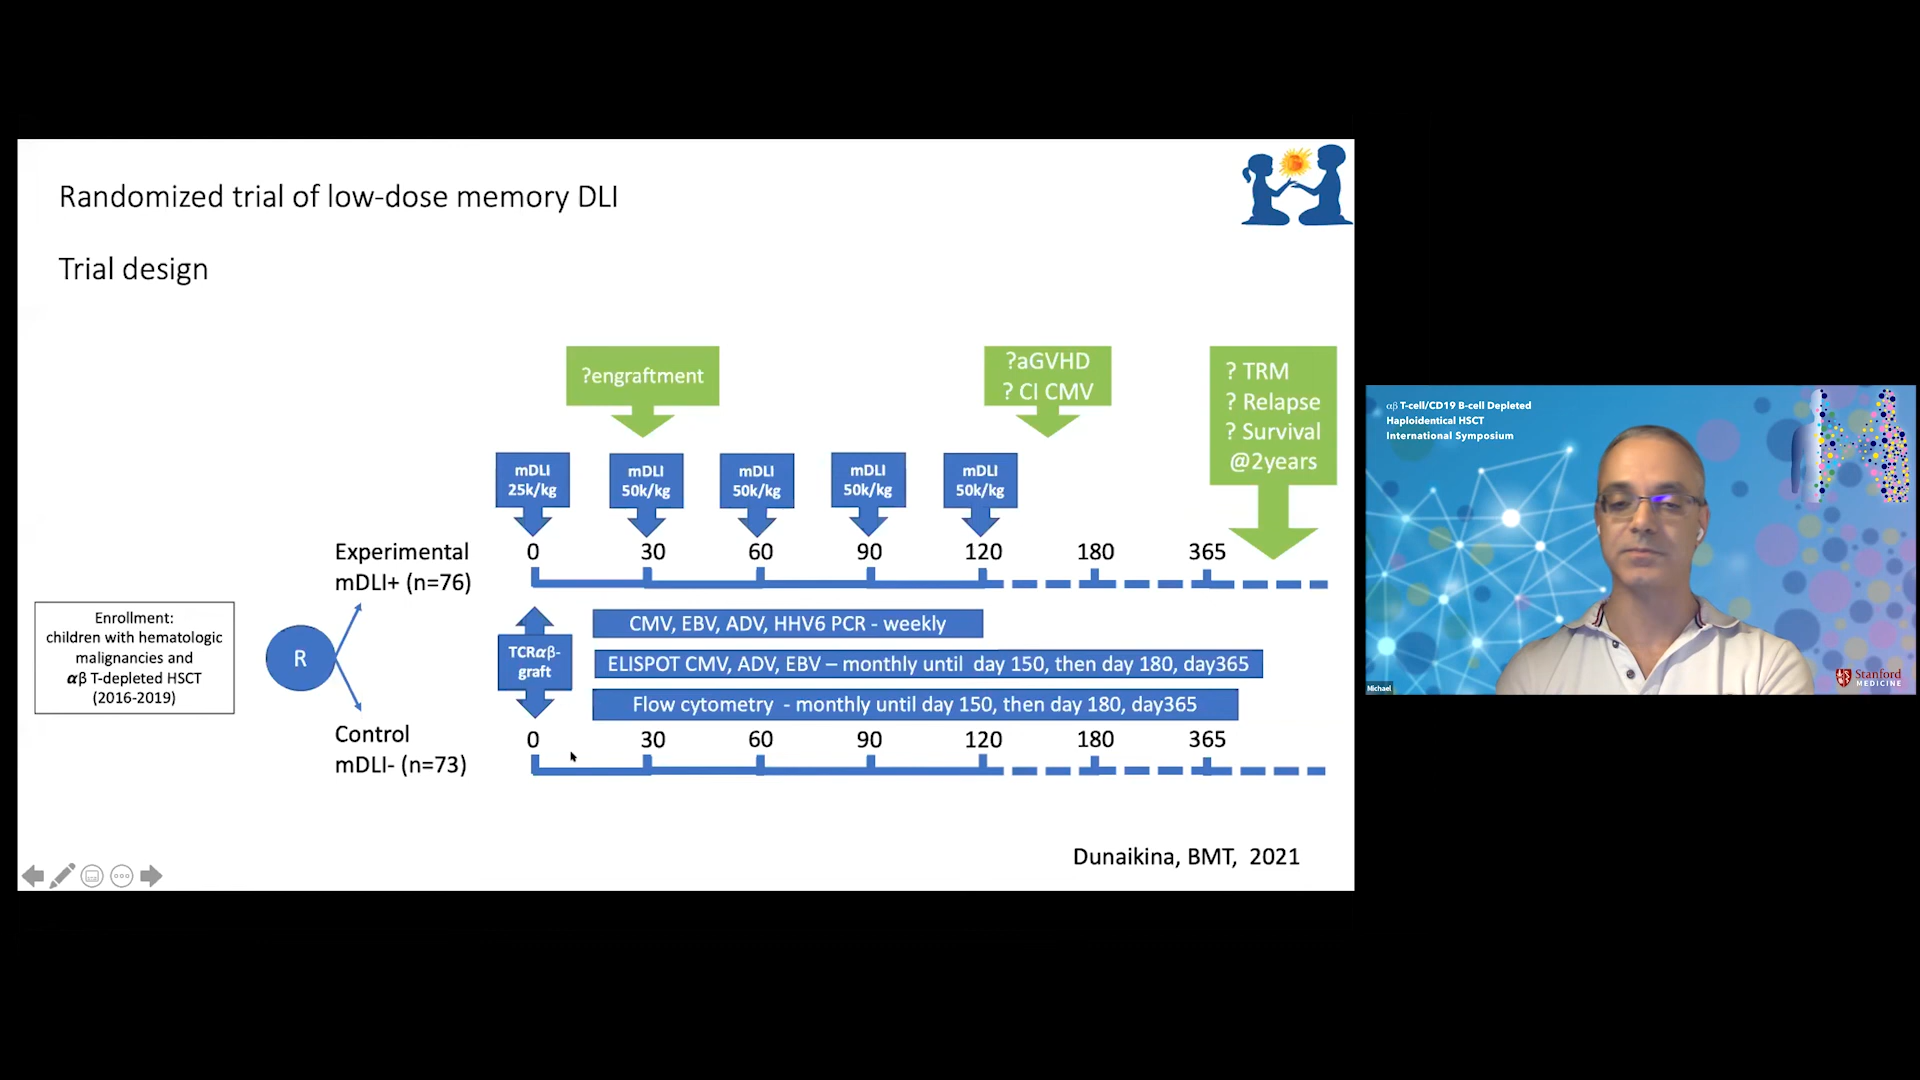 Randomized trial of low-dose memory DLI
Trial design
?engraftment
?aGVHD
? CI CMV
? TRM
? Relapse
? Survival
@2years
mDLI
25k/kg
mDLI
50k/kg
mDLI
50k/kg
mDLI
50k/kg
mDLI
50k/kg
Experimental
mDLI+ (n=76)
0 30 60 90 120 180 365
Enrollment:
children with hematologic
malignancies and
αβ T-depleted HSCT
(2016-2019)
R
TCRαβ-
graft
CMV, EBV, ADV, HHV6 PCR - weekly
ELISPOT CMV, ADV, EBV – monthly until day 150, then day 180, day365
Flow cytometry - monthly until day 150, then day 180, day365
Control
mDLI- (n=73)
0 30 60 90 120 180 365
Dunaikina, BMT, 2021
αβ T-cell/CD19 B-cell Depleted
Haploidentical HSCT
International Symposium
Michael
Stanford
MEDICINE